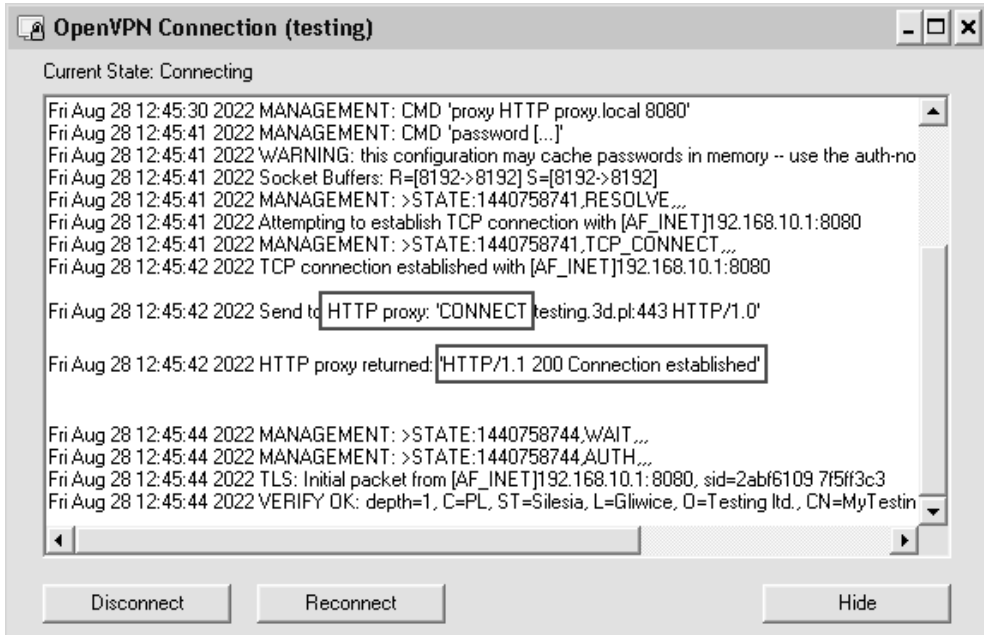 OpenVPN Connection (testing)
Current State: Connecting
Fri Aug 28 12:45:30 2022 MANAGEMENT: CMD 'proxy HTTP proxy.local 8080'
Fri Aug 28 12:45:41 2022 MANAGEMENT: CMD 'password [...]'
Fri Aug 28 12:45:41 2022 WARNING: this configuration may cache passwords in memory -- use the auth-no
Fri Aug 28 12:45:41 2022 Socket Buffers: R=[8192->8192] S=[8192->8192]
Fri Aug 28 12:45:41 2022 MANAGEMENT: >STATE:1440758741,RESOLVE,,,
Fri Aug 28 12:45:41 2022 Attempting to establish TCP connection with [AF_INET]192.168.10.1:8080
Fri Aug 28 12:45:41 2022 MANAGEMENT: >STATE:1440758741,TCP_CONNECT,,,
Fri Aug 28 12:45:42 2022 TCP connection established with [AF_INET]192.168.10.1:8080
Fri Aug 28 12:45:42 2022 Send to HTTP proxy: 'CONNECT testing.3d.pl:443 HTTP/1.0'
Fri Aug 28 12:45:42 2022 HTTP proxy returned: 'HTTP/1.1 200 Connection established'
Fri Aug 28 12:45:44 2022 MANAGEMENT: >STATE:1440758744,WAIT,,,
Fri Aug 28 12:45:44 2022 MANAGEMENT: >STATE:1440758744,AUTH,,,
Fri Aug 28 12:45:44 2022 TLS: Initial packet from [AF_INET]192.168.10.1:8080, sid=2abf6109 7f5ff3c3
Fri Aug 28 12:45:44 2022 VERIFY OK: depth=1, C=PL, ST=Silesia, L=Gliwice, O=Testing ltd., CN=MyTestin
Disconnect
Reconnect
Hide